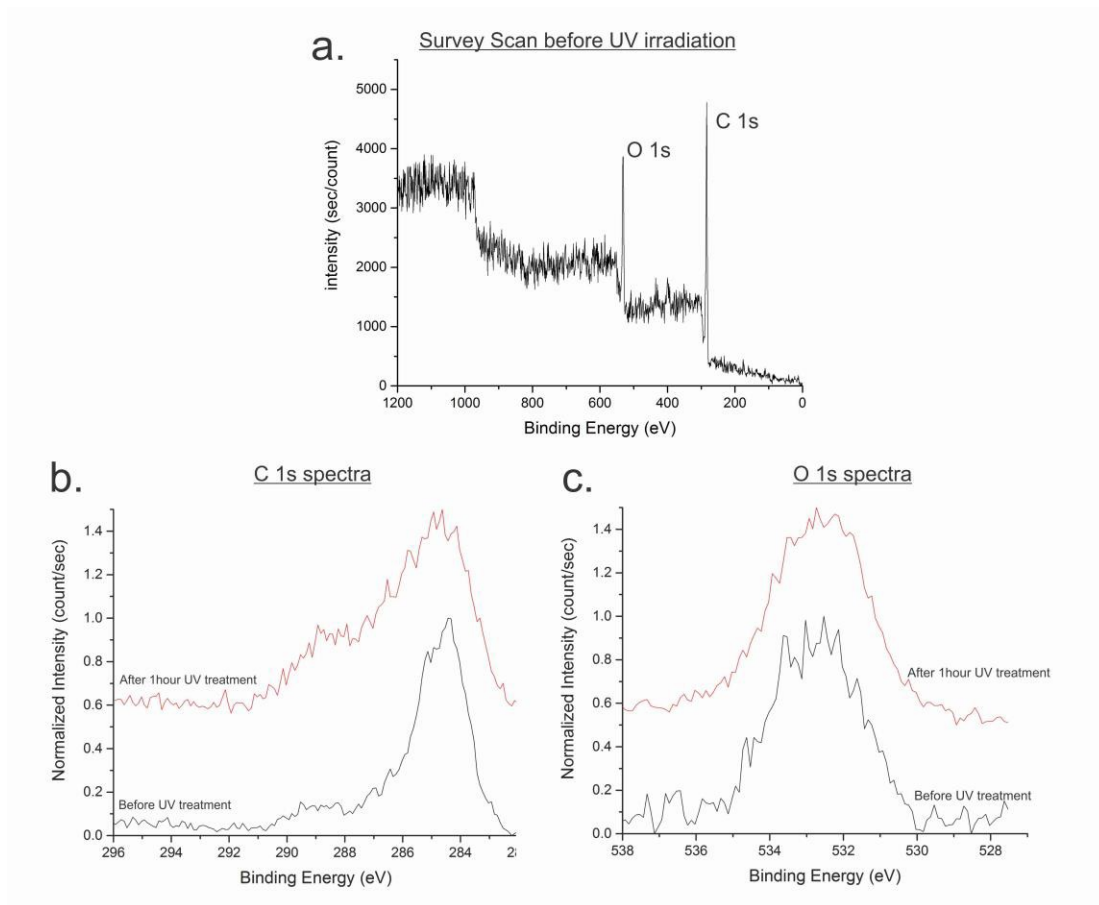 a.
Survey Scan before UV irradiation
5000
4000
3000
2000
1000
0
intensity (sec/count)
O 1s
C 1s
1200 1000 800 600 400 200 0
Binding Energy (eV)
b.
C 1s spectra
1.4
1.2
1.0
0.8
0.6
0.4
0.2
0.0
Normalized Intensity (count/sec)
After 1hour UV treatment
Before UV treatment
296 294 292 290 288 286 284 28
Binding Energy (eV)
c.
O 1s spectra
1.4
1.2
1.0
0.8
0.6
0.4
0.2
0.0
Normalized Intensity (count/sec)
After 1hour UV treatment
Before UV treatment
538 536 534 532 530 528
Binding Energy (eV)